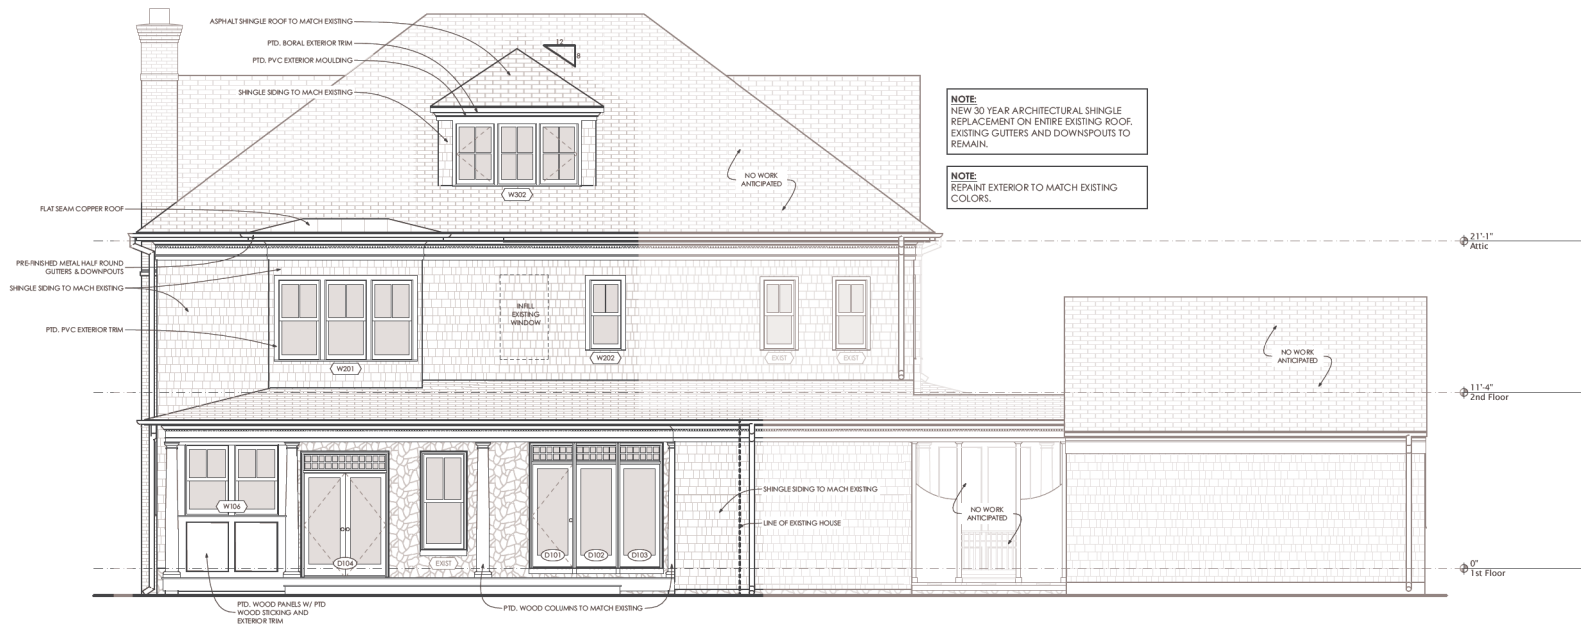 ASPHALT SHINGLE ROOF TO MATCH EXISTING
PTD. BORAL EXTERIOR TRIM
PTD. PVC EXTERIOR MOULDING
SHINGLE SIDING TO MACH EXISTING
12
8
W302
NO WORK
ANTICIPATED
NOTE:
NEW 30 YEAR ARCHITECTURAL SHINGLE
REPLACEMENT ON ENTIRE EXISTING ROOF.
EXISTING GUTTERS AND DOWNSPOUTS TO
REMAIN.
NOTE:
REPAINT EXTERIOR TO MATCH EXISTING
COLORS.
FLAT SEAM COPPER ROOF
21'-1"
Attic
PRE-FINISHED METAL HALF ROUND
GUTTERS & DOWNPOUTS
SHINGLE SIDING TO MACH EXISTING
PTD. PVC EXTERIOR TRIM
INFILL
EXISTING
WINDOW
W201
W202
EXIST
EXIST
NO WORK
ANTICIPATED
11'-4"
2nd Floor
W106
D104
EXIST
D101
D102
D103
SHINGLE SIDING TO MACH EXISTING
LINE OF EXISTING HOUSE
NO WORK
ANTICIPATED
0"
1st Floor
PTD. WOOD PANELS W/ PTD
WOOD STICKING AND
EXTERIOR TRIM
PTD. WOOD COLUMNS TO MATCH EXISTING